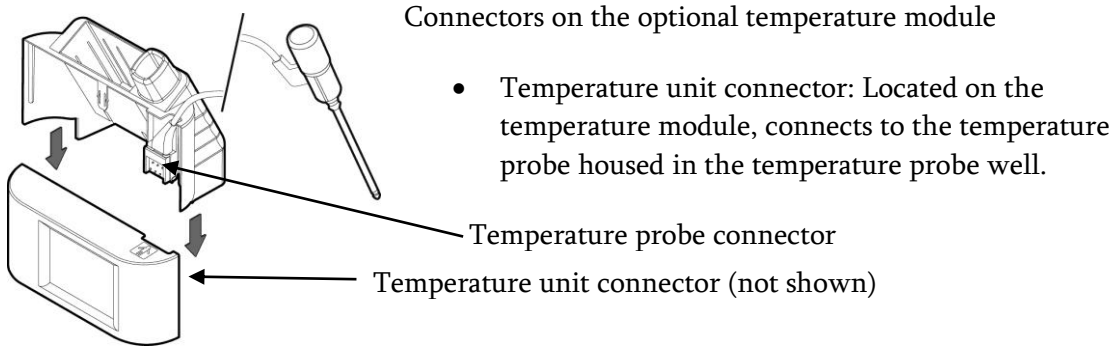 Connectors on the optional temperature module
• Temperature unit connector: Located on the
temperature module, connects to the temperature
probe housed in the temperature probe well.
Temperature probe connector
Temperature unit connector (not shown)